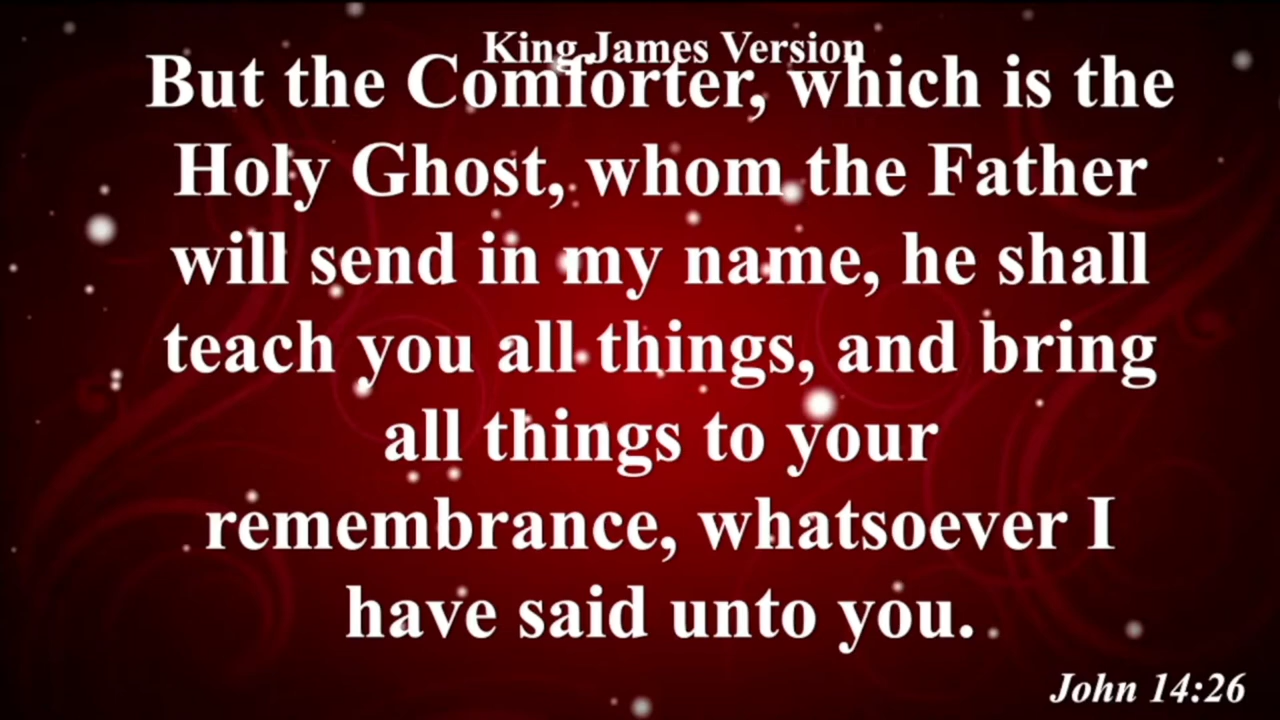 King James Version
But the Comforter, which is the
Holy Ghost, whom the Father
will send in my name, he shall
teach you all things, and bring
all things to your
remembrance, whatsoever I
have said unto you.
John 14:26